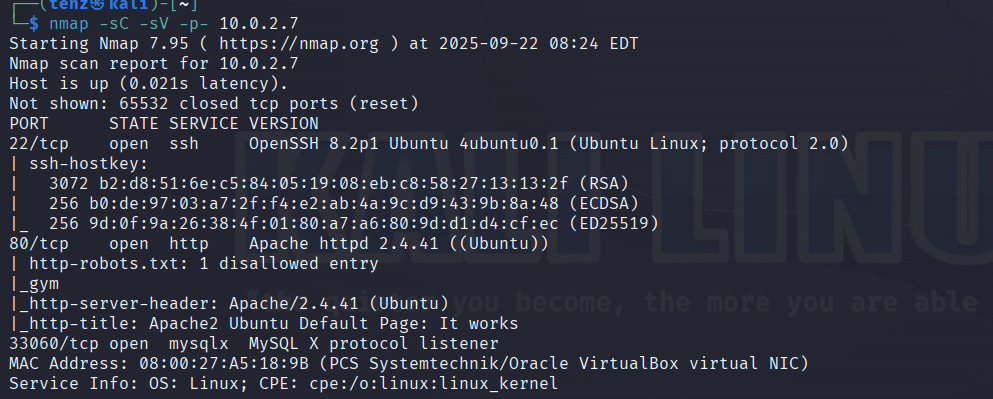 (tenz㉿kali)-[~]
$ nmap -sC -sV -p- 10.0.2.7
Starting Nmap 7.95 ( https://nmap.org ) at 2025-09-22 08:24 EDT
Nmap scan report for 10.0.2.7
Host is up (0.021s latency).
Not shown: 65532 closed tcp ports (reset)
PORT      STATE SERVICE VERSION
22/tcp    open  ssh     OpenSSH 8.2p1 Ubuntu 4ubuntu0.1 (Ubuntu Linux; protocol 2.0)
| ssh-hostkey:
|   3072 b2:d8:51:6e:c5:84:05:19:08:eb:c8:58:27:13:13:2f (RSA)
|   256 b0:de:97:03:a7:2f:f4:e2:ab:4a:9c:d9:43:9b:8a:48 (ECDSA)
|_  256 9d:0f:9a:26:38:4f:01:80:a7:a6:80:9d:d1:d4:cf:ec (ED25519)
80/tcp    open  http    Apache httpd 2.4.41 ((Ubuntu))
| http-robots.txt: 1 disallowed entry
|_gym
|_http-server-header: Apache/2.4.41 (Ubuntu)
|_http-title: Apache2 Ubuntu Default Page: It works
33060/tcp open  mysqlx  MySQL X protocol listener
MAC Address: 08:00:27:A5:18:9B (PCS Systemtechnik/Oracle VirtualBox virtual NIC)
Service Info: OS: Linux; CPE: cpe:/o:linux:linux_kernel
KALI LINU
you become, the more you are able